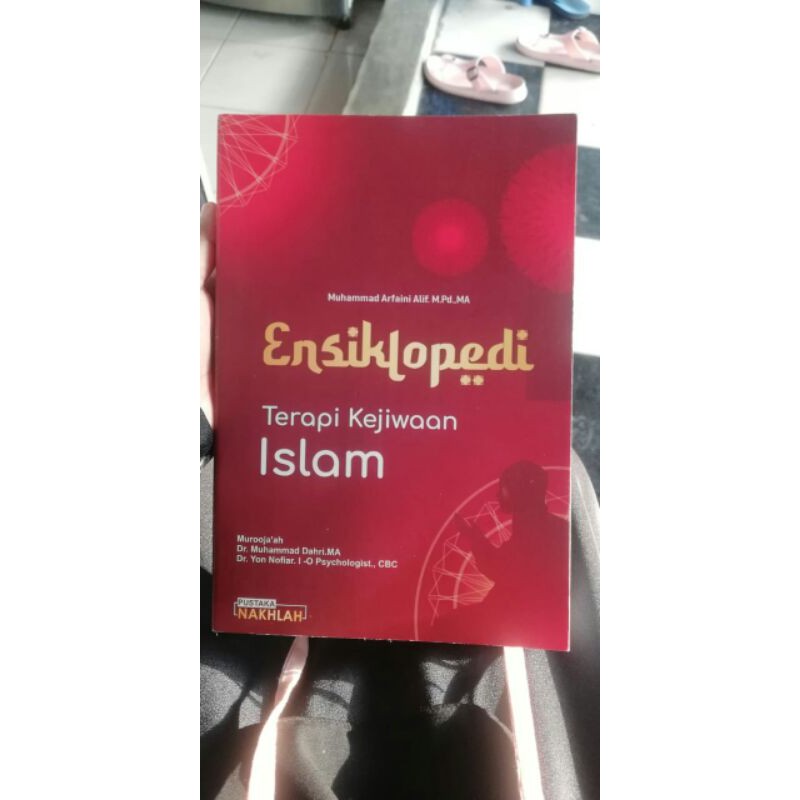 Muhammad Arfaini Alif. M.Pd.,MA
Ensiklopedi
Terapi Kejiwaan
Islam
Murooja'ah
Dr. Muhammad Dahri.MA
Dr. Yon Nofiar. I -O Psychologist., CBC
PUSTAKA
NAKHLAH